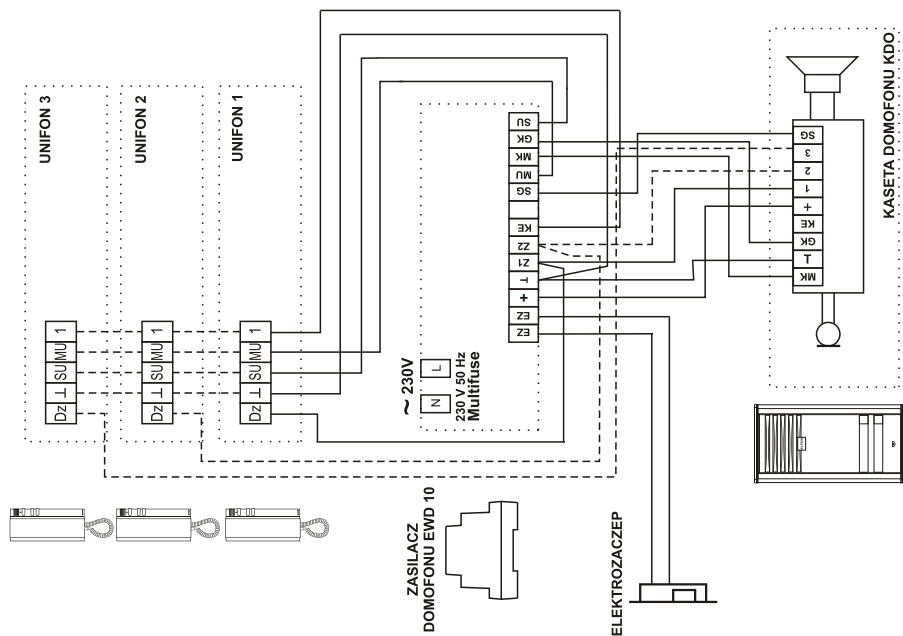 UNIFON 3
UNIFON 2
UNIFON 1
Dz ⊥ SU MU 1
Dz ⊥ SU MU 1
Dz ⊥ SU MU 1
~ 230V
N L
230 V 50 Hz
Multifuse
SU
GK
MK
MU
SG
KE
Z2
Z1
⊥
+
EZ
EZ
KASETA DOMOFONU KDO
SG
3
2
1
+
KE
GK
⊥
MK
ZASILACZ
DOMOFONU EWD 10
ELEKTROZACZEP